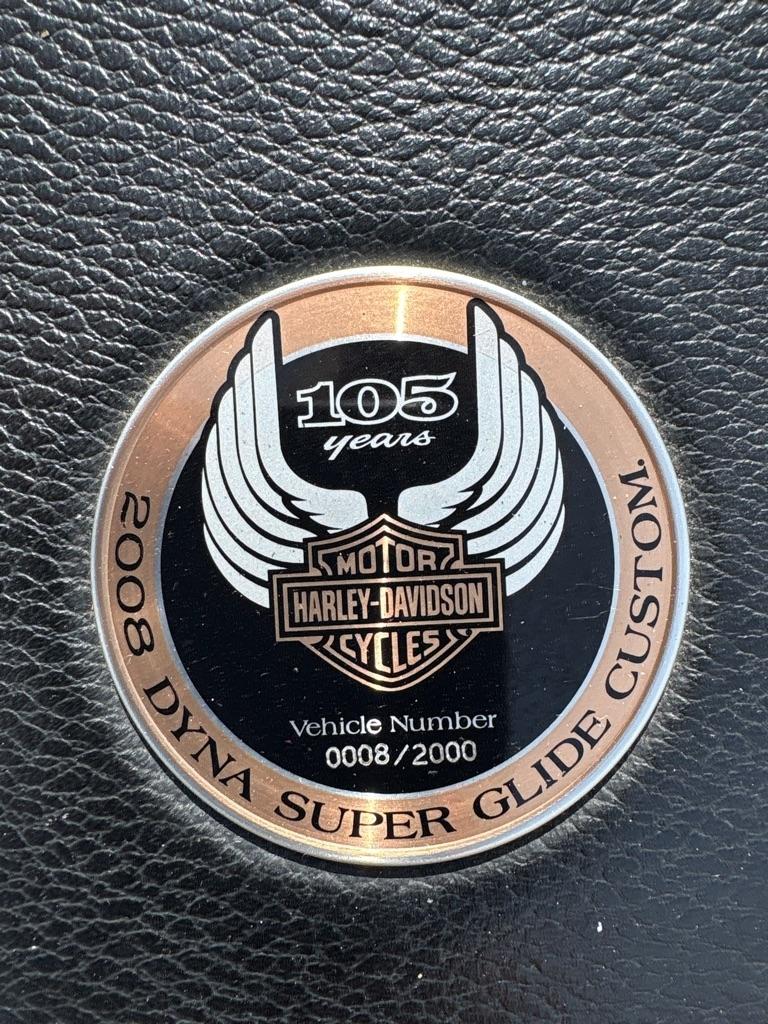 105
years
MOTOR
HARLEY-DAVIDSON
CYCLES
Vehicle Number
0008/2000
2008 DYNA SUPER GLIDE CUSTOM.